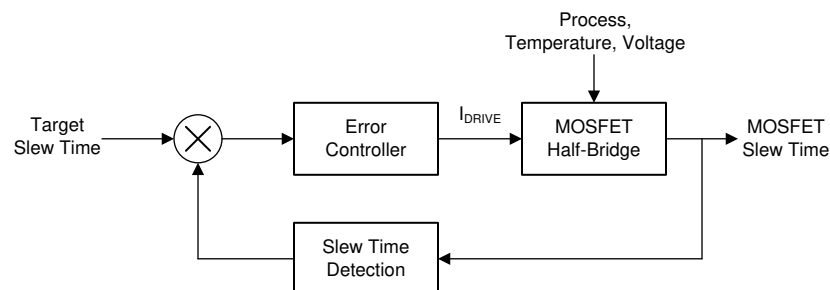 Process,
Temperature, Voltage
Target
Slew Time
Error
Controller
IDRIVE
MOSFET
Half-Bridge
MOSFET
Slew Time
Slew Time
Detection